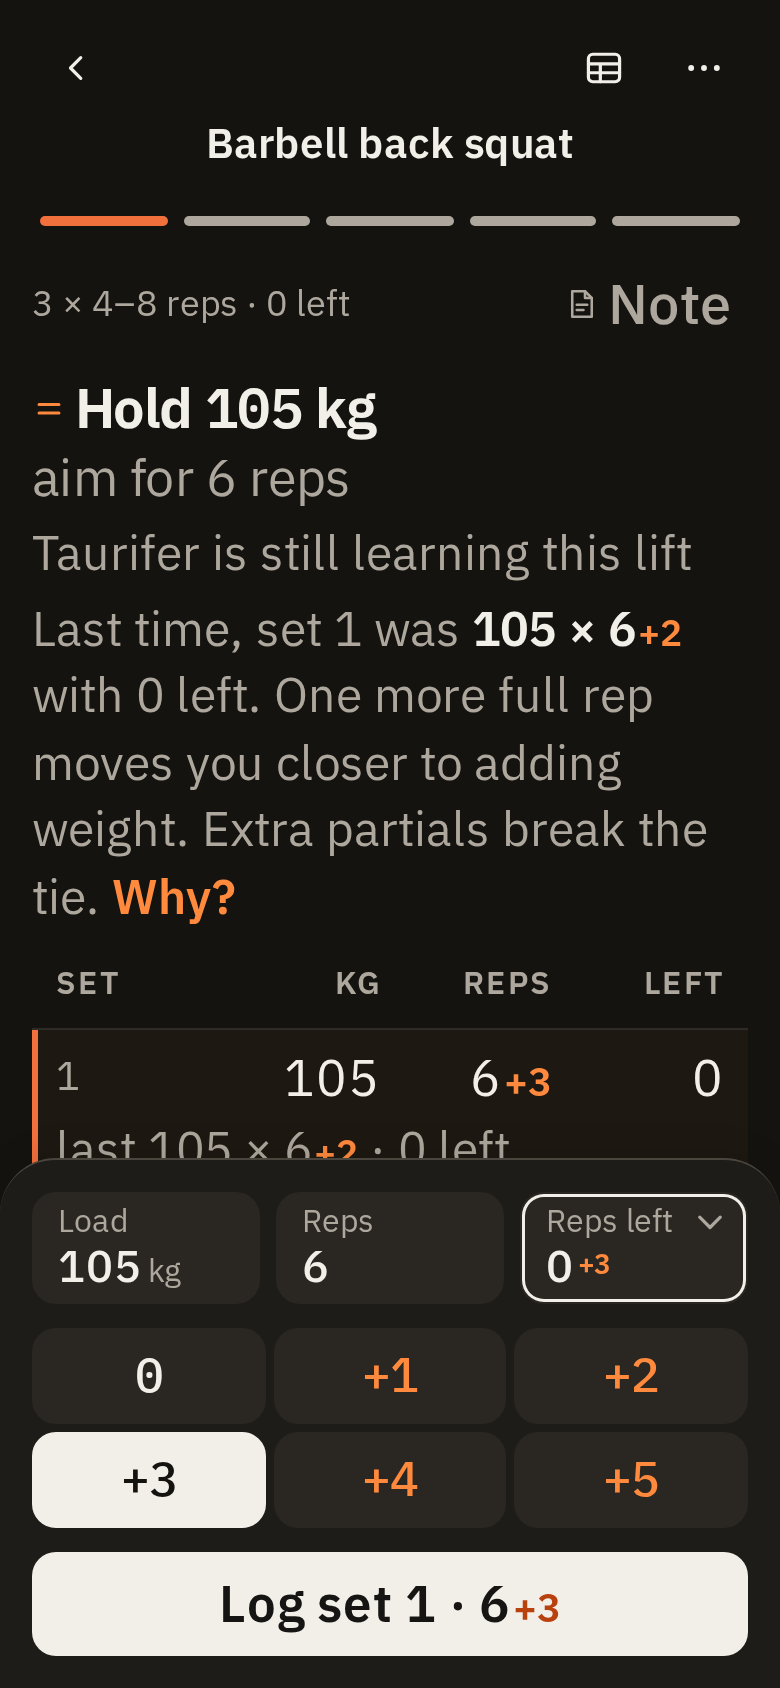 Barbell back squat
3 × 4–8 reps · 0 left
Note
= Hold 105 kg
aim for 6 reps
Taurifer is still learning this lift
Last time, set 1 was 105 × 6+2
with 0 left. One more full rep
moves you closer to adding
weight. Extra partials break the
tie. Why?
SET KG REPS LEFT
1 105 6+3 0
last 105 × 6+2 · 0 left
Load
105 kg
Reps
6
Reps left
0+3
0 +1 +2
+3 +4 +5
Log set 1 · 6+3